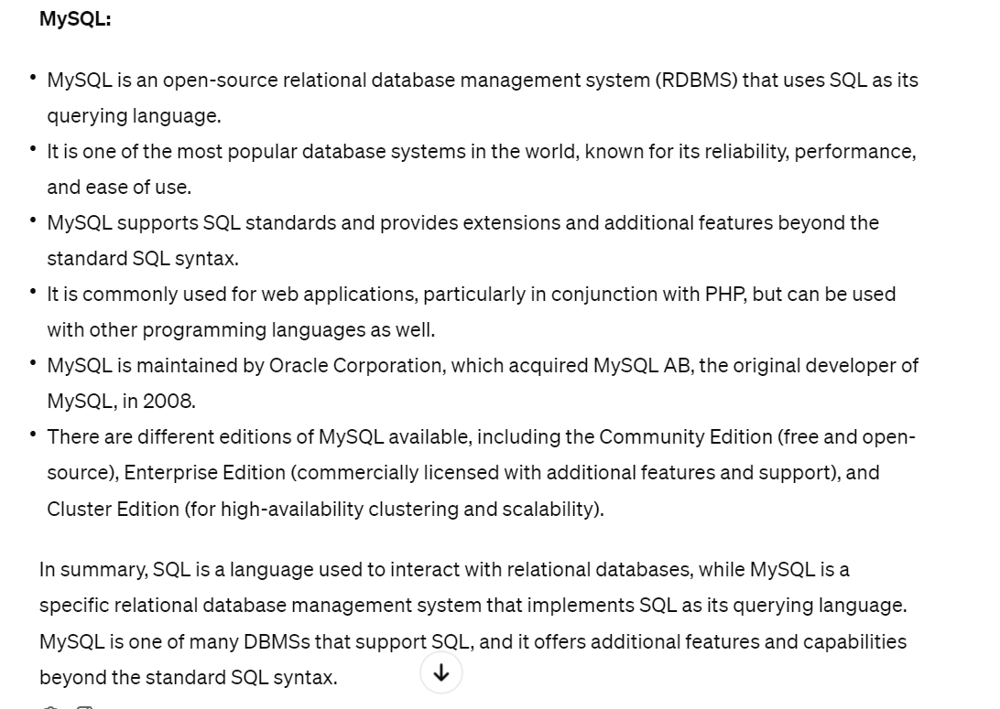 MySQL:
• MySQL is an open-source relational database management system (RDBMS) that uses SQL as its
querying language.
• It is one of the most popular database systems in the world, known for its reliability, performance,
and ease of use.
• MySQL supports SQL standards and provides extensions and additional features beyond the
standard SQL syntax.
• It is commonly used for web applications, particularly in conjunction with PHP, but can be used
with other programming languages as well.
• MySQL is maintained by Oracle Corporation, which acquired MySQL AB, the original developer of
MySQL, in 2008.
• There are different editions of MySQL available, including the Community Edition (free and open-
source), Enterprise Edition (commercially licensed with additional features and support), and
Cluster Edition (for high-availability clustering and scalability).
In summary, SQL is a language used to interact with relational databases, while MySQL is a
specific relational database management system that implements SQL as its querying language.
MySQL is one of many DBMSs that support SQL, and it offers additional features and capabilities
beyond the standard SQL syntax.